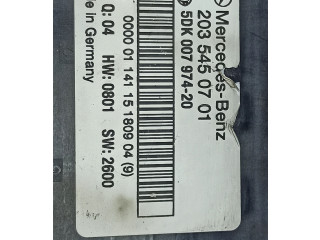 Mercedes-Benz
203 545 07 01
5DK 007 974-20
0000 01 141 15 1809 04 (9)
Q: 04 HW: 0801 SW: 2600
de in Germany